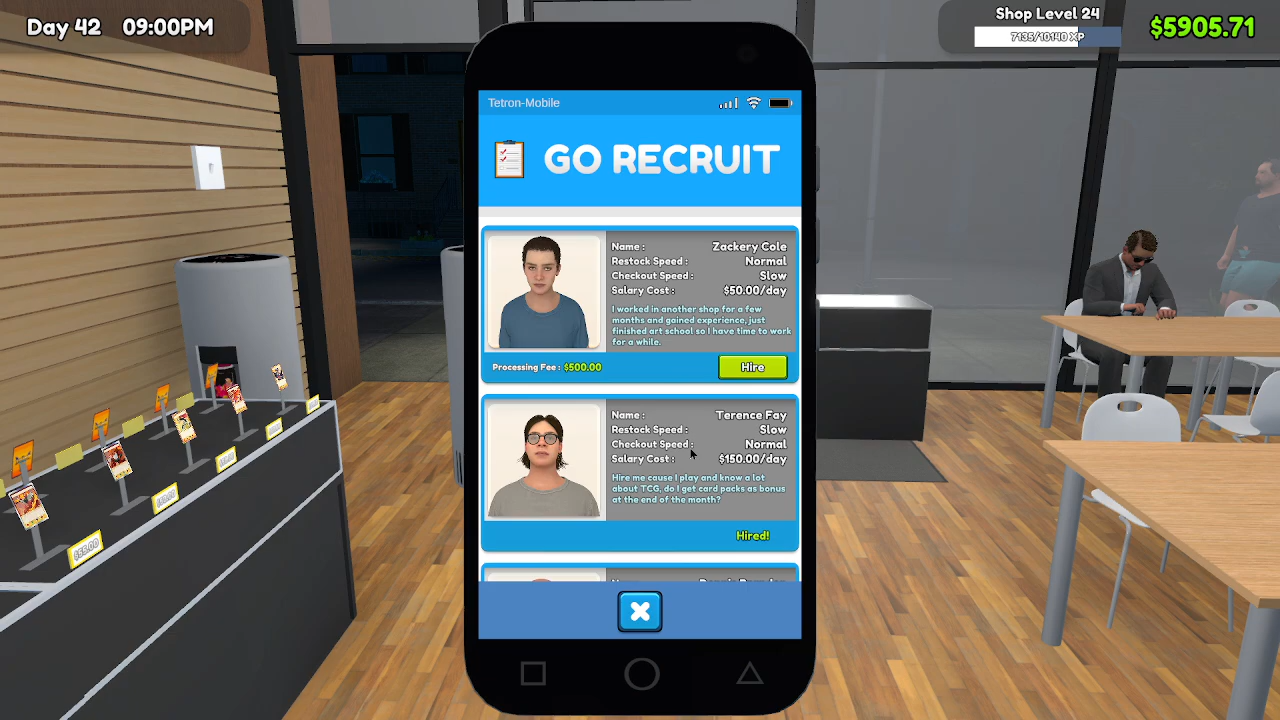 Day 42 09:00PM
Shop Level 24
7135/10140 XP
$5905.71
Tetron-Mobile
GO RECRUIT
Name : Zackery Cole
Restock Speed : Normal
Checkout Speed : Slow
Salary Cost : $50.00/day
I worked in another shop for a few
months and gained experience, just
finished art school so I have time to work
for a while.
Processing Fee : $500.00
Hire
Name : Terence Fay
Restock Speed : Slow
Checkout Speed : Normal
Salary Cost : $150.00/day
Hire me cause I play and know a lot
about TCG, do I get card packs as bonus
at the end of the month?
Hired!